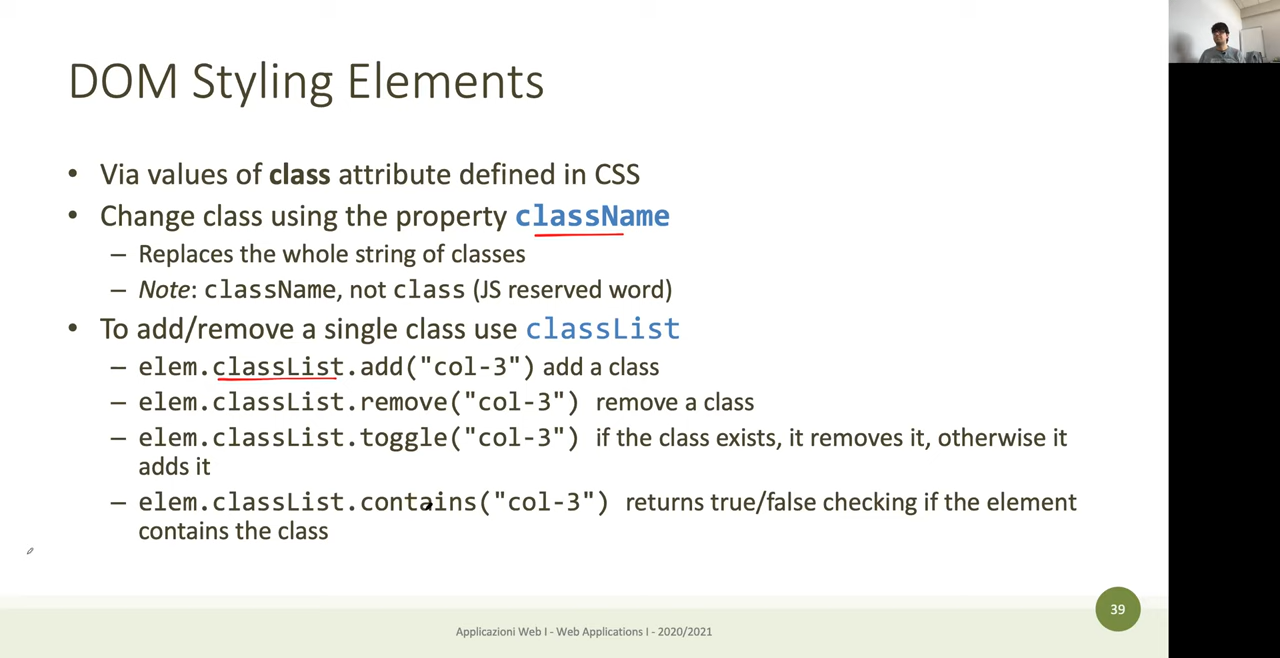 DOM Styling Elements
• Via values of class attribute defined in CSS
• Change class using the property className
– Replaces the whole string of classes
– Note: className, not class (JS reserved word)
• To add/remove a single class use classList
– elem.classList.add("col-3") add a class
– elem.classList.remove("col-3") remove a class
– elem.classList.toggle("col-3") if the class exists, it removes it, otherwise it
adds it
– elem.classList.contains("col-3") returns true/false checking if the element
contains the class
39
Applicazioni Web I - Web Applications I - 2020/2021